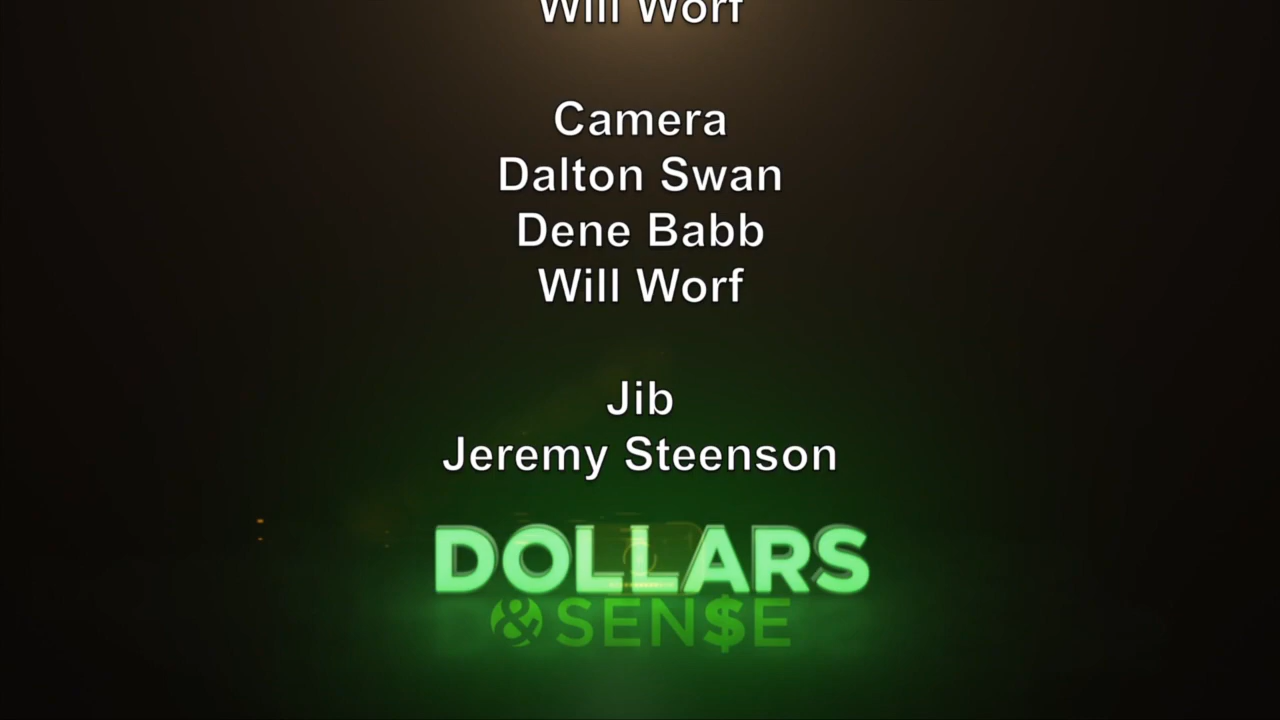 Will Worf
Camera
Dalton Swan
Dene Babb
Will Worf
Jib
Jeremy Steenson
DOLLARS
& SEN$E